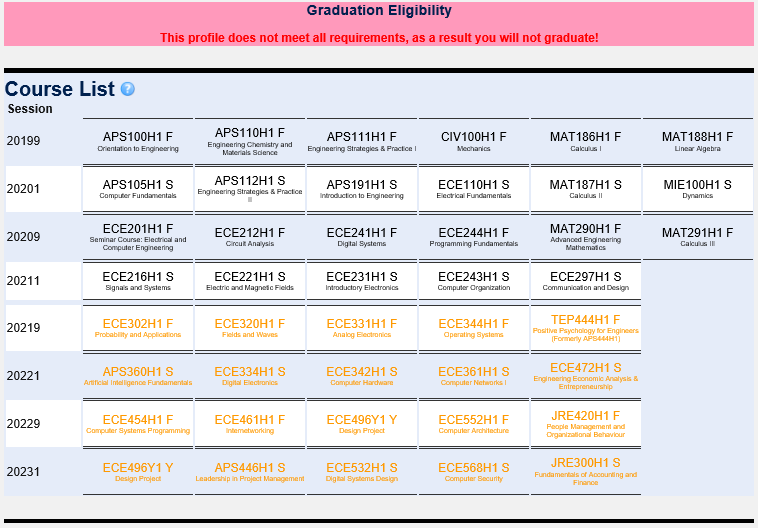 Graduation Eligibility
This profile does not meet all requirements, as a result you will not graduate!
Course List ?
Session
20199
APS100H1 F
Orientation to Engineering
APS110H1 F
Engineering Chemistry and
Materials Science
APS111H1 F
Engineering Strategies & Practice I
CIV100H1 F
Mechanics
MAT186H1 F
Calculus I
MAT188H1 F
Linear Algebra
20201
APS105H1 S
Computer Fundamentals
APS112H1 S
Engineering Strategies & Practice
II
APS191H1 S
Introduction to Engineering
ECE110H1 S
Electrical Fundamentals
MAT187H1 S
Calculus II
MIE100H1 S
Dynamics
20209
ECE201H1 F
Seminar Course: Electrical and
Computer Engineering
ECE212H1 F
Circuit Analysis
ECE241H1 F
Digital Systems
ECE244H1 F
Programming Fundamentals
MAT290H1 F
Advanced Engineering
Mathematics
MAT291H1 F
Calculus III
20211
ECE216H1 S
Signals and Systems
ECE221H1 S
Electric and Magnetic Fields
ECE231H1 S
Introductory Electronics
ECE243H1 S
Computer Organization
ECE297H1 S
Communication and Design
20219
ECE302H1 F
Probability and Applications
ECE320H1 F
Fields and Waves
ECE331H1 F
Analog Electronics
ECE344H1 F
Operating Systems
TEP444H1 F
Positive Psychology for Engineers
(Formerly APS444H1)
20221
APS360H1 S
Artificial Intelligence Fundamentals
ECE334H1 S
Digital Electronics
ECE342H1 S
Computer Hardware
ECE361H1 S
Computer Networks I
ECE472H1 S
Engineering Economic Analysis &
Entrepreneurship
20229
ECE454H1 F
Computer Systems Programming
ECE461H1 F
Internetworking
ECE496Y1 Y
Design Project
ECE552H1 F
Computer Architecture
JRE420H1 F
People Management and
Organizational Behaviour
20231
ECE496Y1 Y
Design Project
APS446H1 S
Leadership in Project Management
ECE532H1 S
Digital Systems Design
ECE568H1 S
Computer Security
JRE300H1 S
Fundamentals of Accounting and
Finance